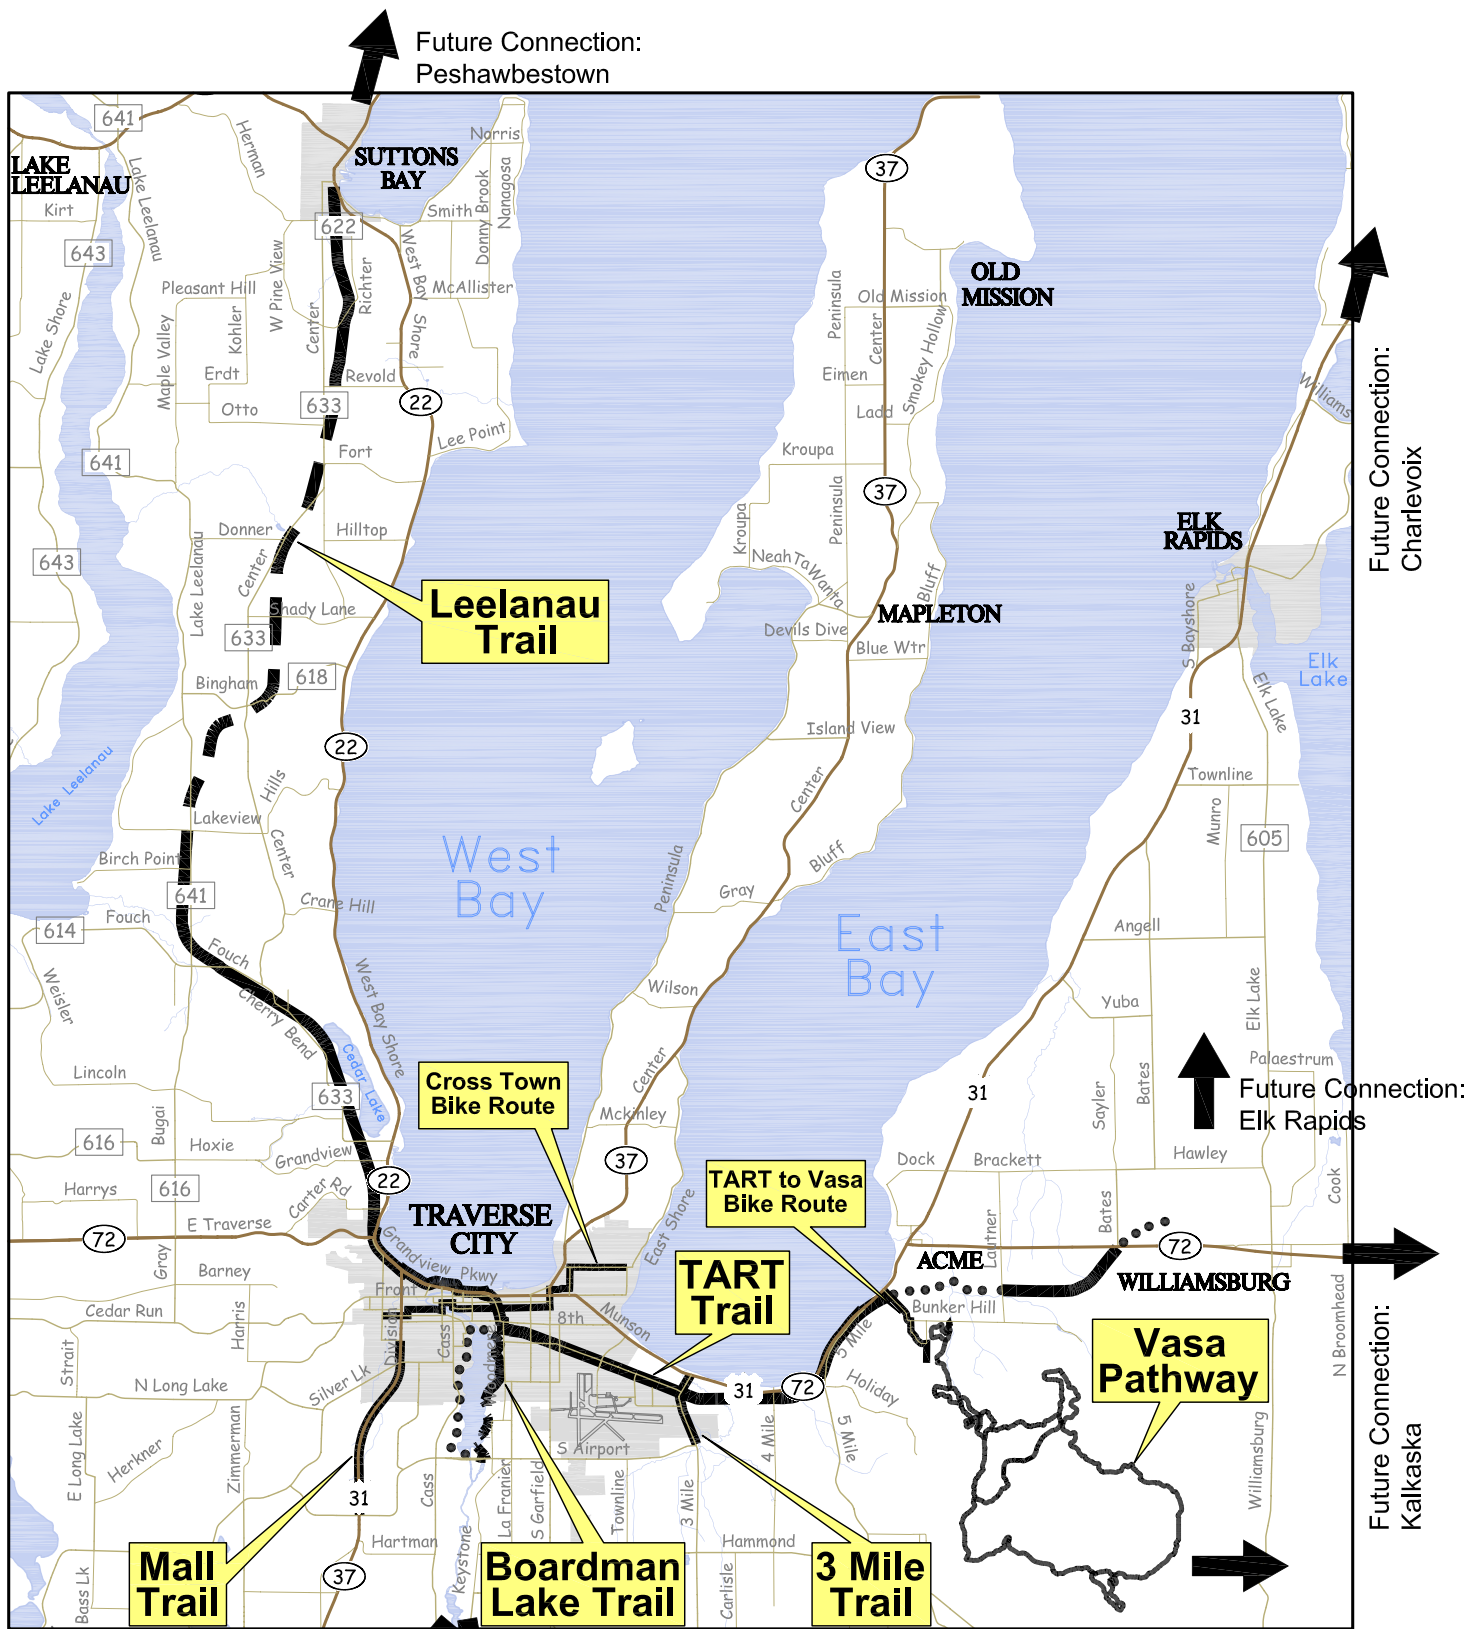 Future Connection:
Peshawbestown
641
Herman
Norris
LAKE
LEELANAU
Lake Leelanau
SUTTONS
BAY
Donny Brook
Nanagosa
37
Kirt
Smith
622
643
W Pine View
Richter
West Bay Shore
OLD
MISSION
Pleasant Hill
McAllister
Peninsula
Old Mission
Lake Shore
Maple Valley
Kohler
Center
Center
Smokey Hollow
Erdt
Revold
Eimen
Williams
Otto
633
22
Ladd
Future Connection:
Charlevoix
Lee Point
641
Fort
Kroupa
37
Donner
Hilltop
Kroupa
Peninsula
ELK
RAPIDS
643
Lake Leelanau
Center
Neah Ta Wanta
Bluff
Leelanau
Trail
Shady Lane
MAPLETON
S Bayshore
633
Devils Dive
Blue Wtr
Elk
Lake
Bingham
618
Elk Lake
31
22
Island View
Lake Leelanau
Hills
Center
Townline
Lakeview
Munro
605
Center
West
Bay
Birch Point
Peninsula
Bluff
641
Crane Hill
Gray
614
Fouch
East
Bay
Angell
Fouch
Weisler
Cherry Bend
West Bay Shore
Wilson
Yuba
Elk Lake
Cedar Lake
Center
Lincoln
Cross Town
Bike Route
Palaestrum
633
31
Sayler
Bates
Future Connection:
Elk Rapids
Bugai
Mckinley
616
Hoxie
Grandview
37
Dock
Brackett
Hawley
Harrys
616
Carter Rd
22
TART to Vasa
Bike Route
Cook
E Traverse
TRAVERSE
CITY
East Shore
Lautner
Bates
72
72
Gray
Barney
Grandview Pkwy
TART
Trail
ACME
WILLIAMSBURG
Front
Cedar Run
Harris
8th
Munson
Bunker Hill
Division
Cass
Woodmere
5 Mile
Vasa
Pathway
N Broomhead
Strait
N Long Lake
Silver Lk
31
72
Holiday
Future Connection:
Kalkaska
E Long Lake
Herkner
Zimmerman
S Airport
4 Mile
5 Mile
Williamsburg
31
Cass
La Franier
S Garfield
Townline
3 Mile
Hartman
Hammond
Mall
Trail
37
Keystone
Boardman
Lake Trail
3 Mile
Trail
Bass Lk
Carlisle